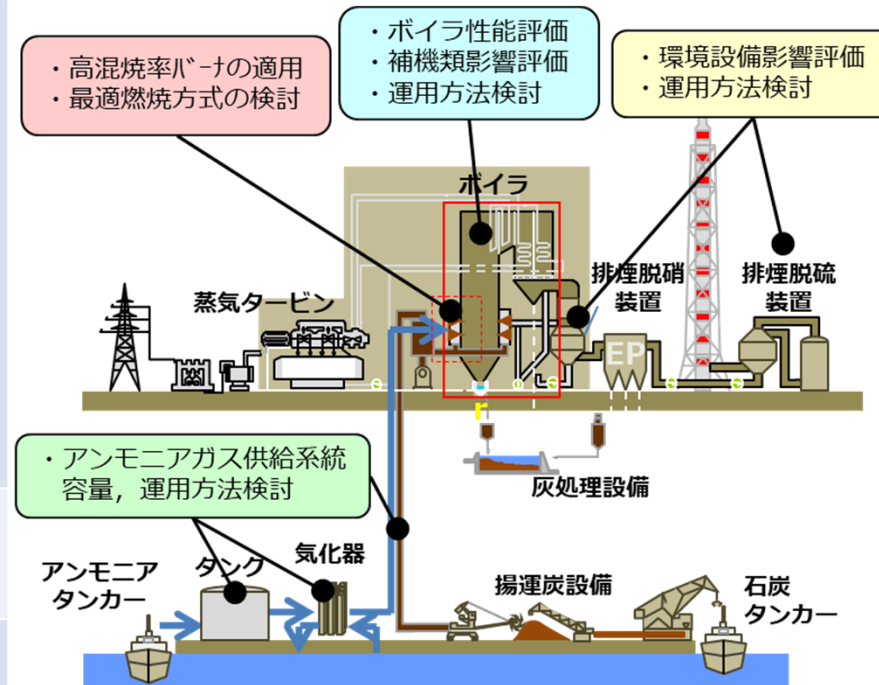 ・ボイラ性能評価
・補機類影響評価
・運用方法検討
・高混焼率ﾊﾞｰﾅの適用
・最適燃焼方式の検討
・環境設備影響評価
・運用方法検討
ボイラ
蒸気タービン
排煙脱硝
装置
排煙脱硫
装置
EP
r
・アンモニアガス供給系統
容量，運用方法検討
灰処理設備
アンモニア
タンカー
タンク
気化器
揚運炭設備
石炭
タンカー